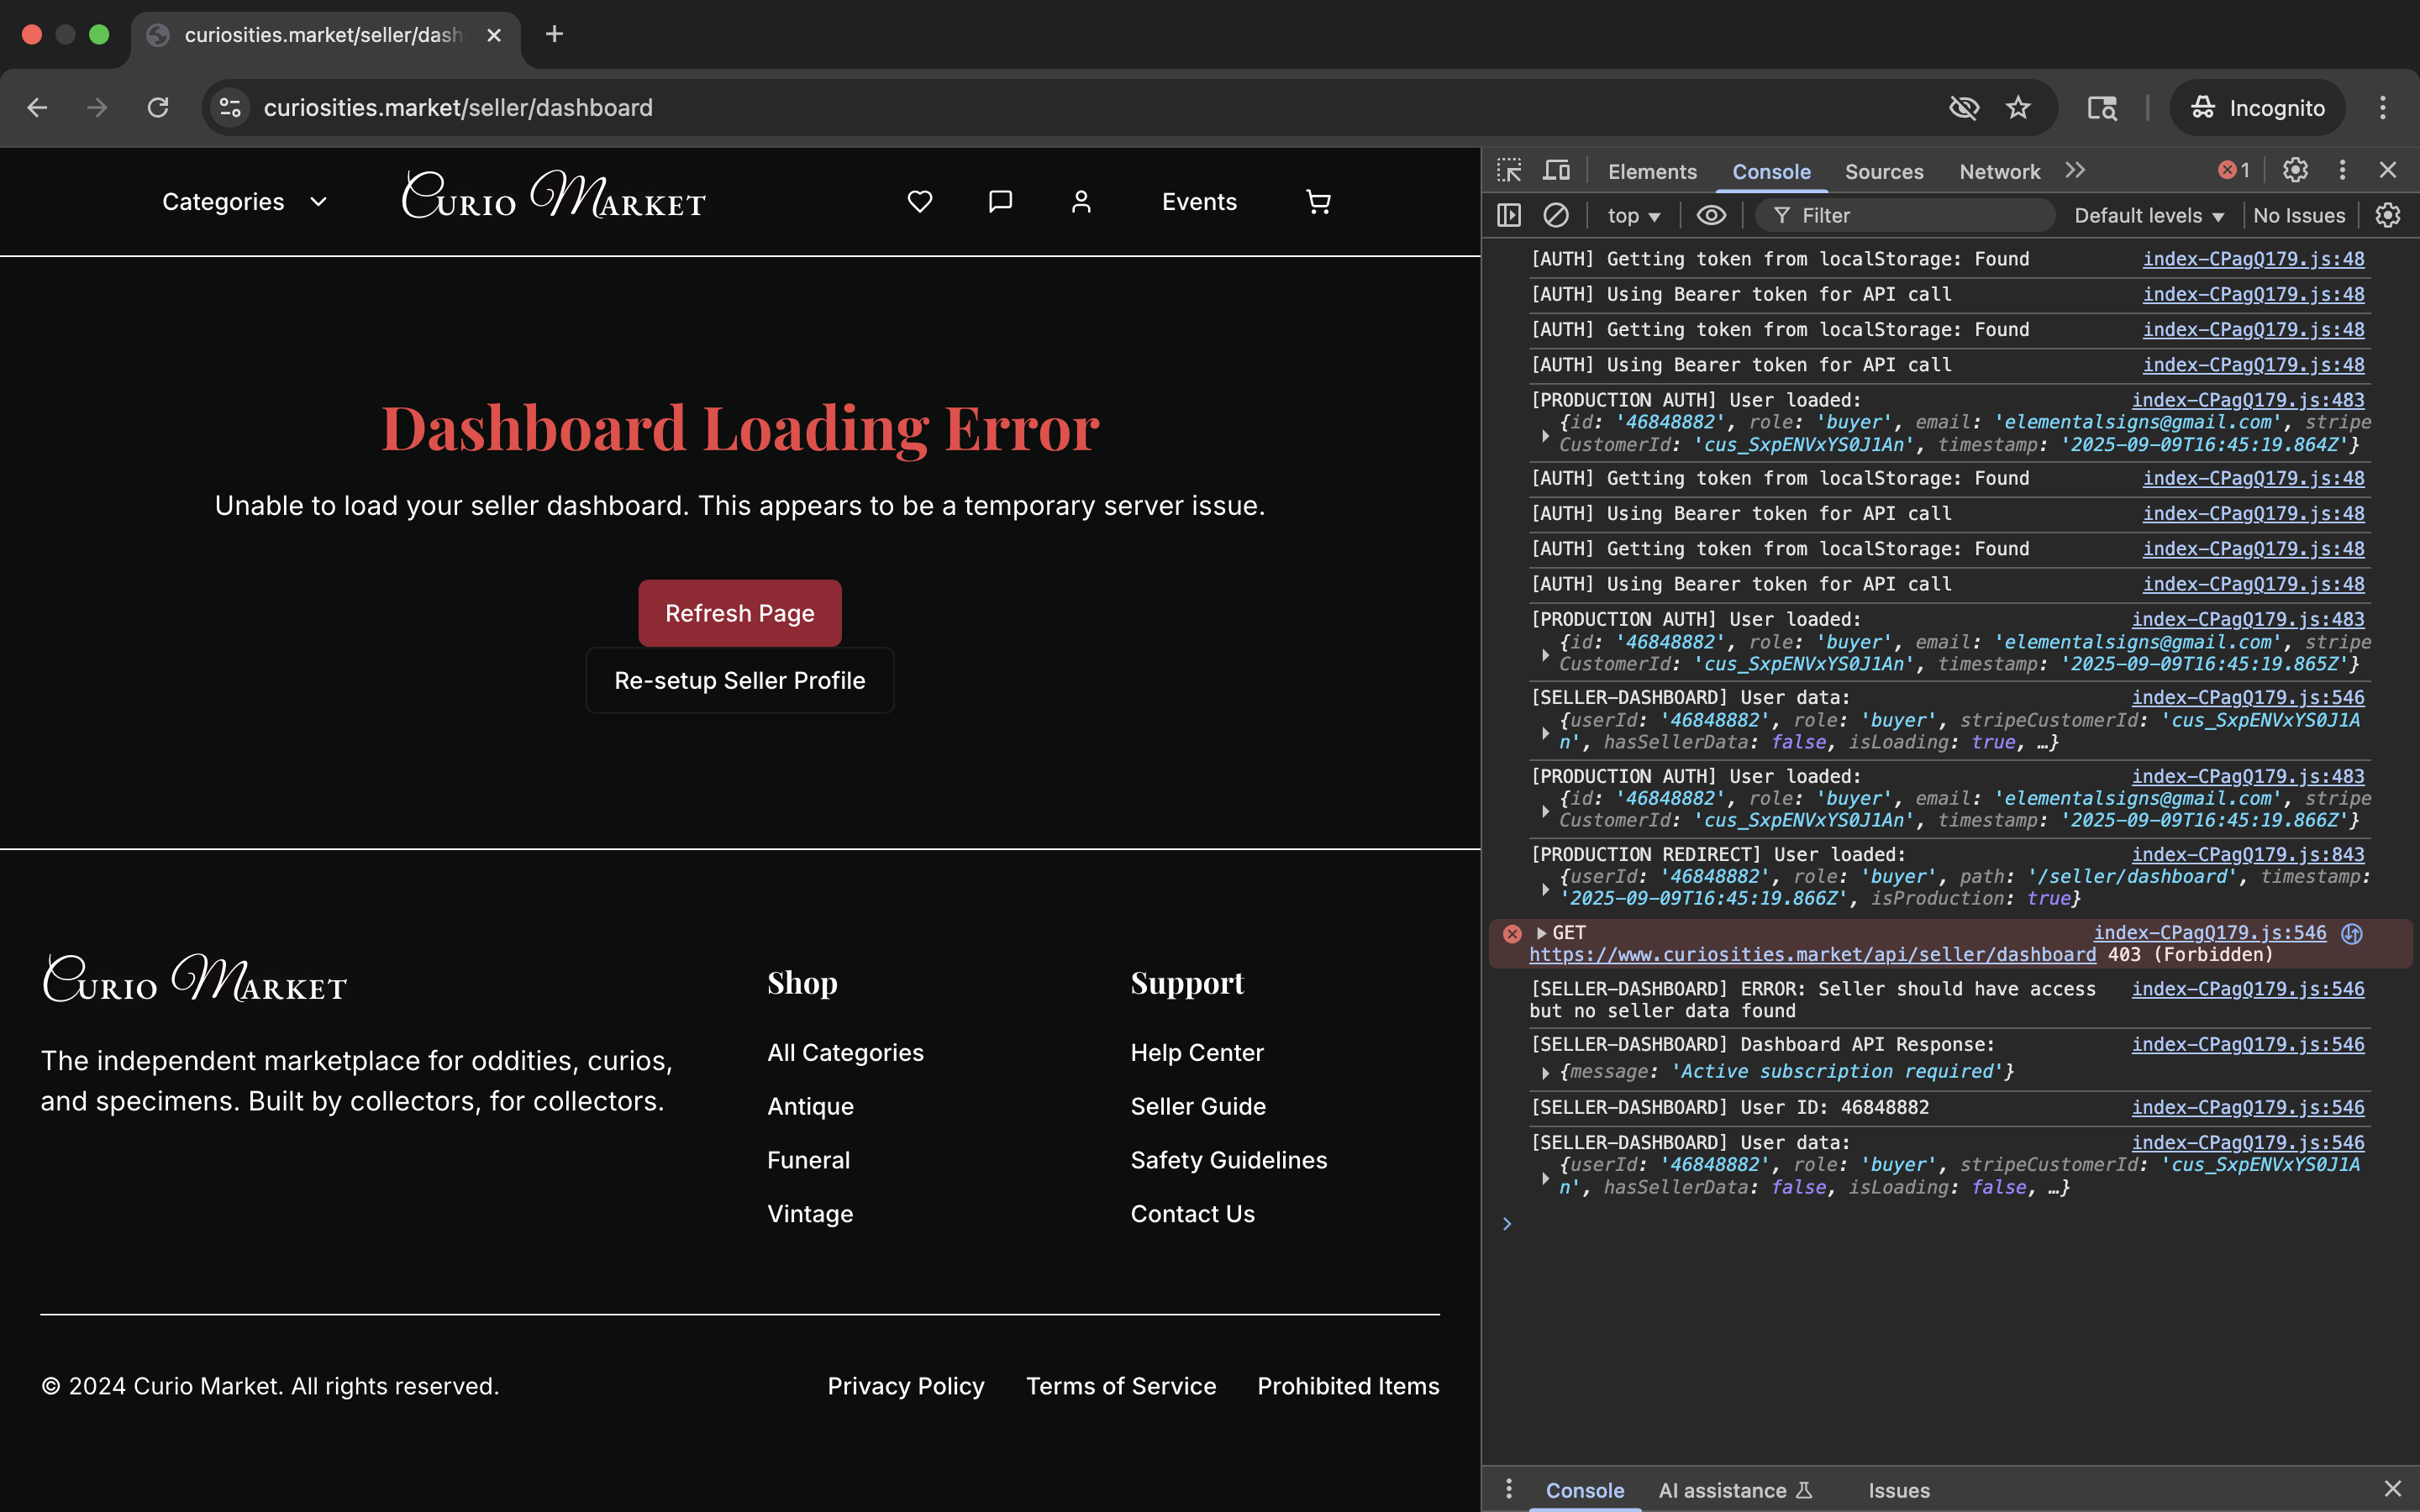 curiosities.market/seller/dash
curiosities.market/seller/dashboard
Incognito
Categories
Curio Market
Events
Dashboard Loading Error
Unable to load your seller dashboard. This appears to be a temporary server issue.
Refresh Page
Re-setup Seller Profile
Curio Market
The independent marketplace for oddities, curios,
and specimens. Built by collectors, for collectors.
Shop
All Categories
Antique
Funeral
Vintage
Support
Help Center
Seller Guide
Safety Guidelines
Contact Us
© 2024 Curio Market. All rights reserved.
Privacy Policy Terms of Service Prohibited Items
Elements Console Sources Network 1
top Filter Default levels No Issues
[AUTH] Getting token from localStorage: Found index-CPagQ179.js:48
[AUTH] Using Bearer token for API call index-CPagQ179.js:48
[AUTH] Getting token from localStorage: Found index-CPagQ179.js:48
[AUTH] Using Bearer token for API call index-CPagQ179.js:48
[PRODUCTION AUTH] User loaded: index-CPagQ179.js:483
{id: '46848882', role: 'buyer', email: 'elementalsigns@gmail.com', stripe
CustomerId: 'cus_SxpENVxYS0J1An', timestamp: '2025-09-09T16:45:19.864Z'}
[AUTH] Getting token from localStorage: Found index-CPagQ179.js:48
[AUTH] Using Bearer token for API call index-CPagQ179.js:48
[AUTH] Getting token from localStorage: Found index-CPagQ179.js:48
[AUTH] Using Bearer token for API call index-CPagQ179.js:48
[PRODUCTION AUTH] User loaded: index-CPagQ179.js:483
{id: '46848882', role: 'buyer', email: 'elementalsigns@gmail.com', stripe
CustomerId: 'cus_SxpENVxYS0J1An', timestamp: '2025-09-09T16:45:19.865Z'}
[SELLER-DASHBOARD] User data: index-CPagQ179.js:546
{userId: '46848882', role: 'buyer', stripeCustomerId: 'cus_SxpENVxYS0J1A
n', hasSellerData: false, isLoading: true, …}
[PRODUCTION AUTH] User loaded: index-CPagQ179.js:483
{id: '46848882', role: 'buyer', email: 'elementalsigns@gmail.com', stripe
CustomerId: 'cus_SxpENVxYS0J1An', timestamp: '2025-09-09T16:45:19.866Z'}
[PRODUCTION REDIRECT] User loaded: index-CPagQ179.js:843
{userId: '46848882', role: 'buyer', path: '/seller/dashboard', timestamp:
'2025-09-09T16:45:19.866Z', isProduction: true}
GET index-CPagQ179.js:546
https://www.curiosities.market/api/seller/dashboard 403 (Forbidden)
[SELLER-DASHBOARD] ERROR: Seller should have access index-CPagQ179.js:546
but no seller data found
[SELLER-DASHBOARD] Dashboard API Response: index-CPagQ179.js:546
{message: 'Active subscription required'}
[SELLER-DASHBOARD] User ID: 46848882 index-CPagQ179.js:546
[SELLER-DASHBOARD] User data: index-CPagQ179.js:546
{userId: '46848882', role: 'buyer', stripeCustomerId: 'cus_SxpENVxYS0J1A
n', hasSellerData: false, isLoading: false, …}
Console AI assistance Issues